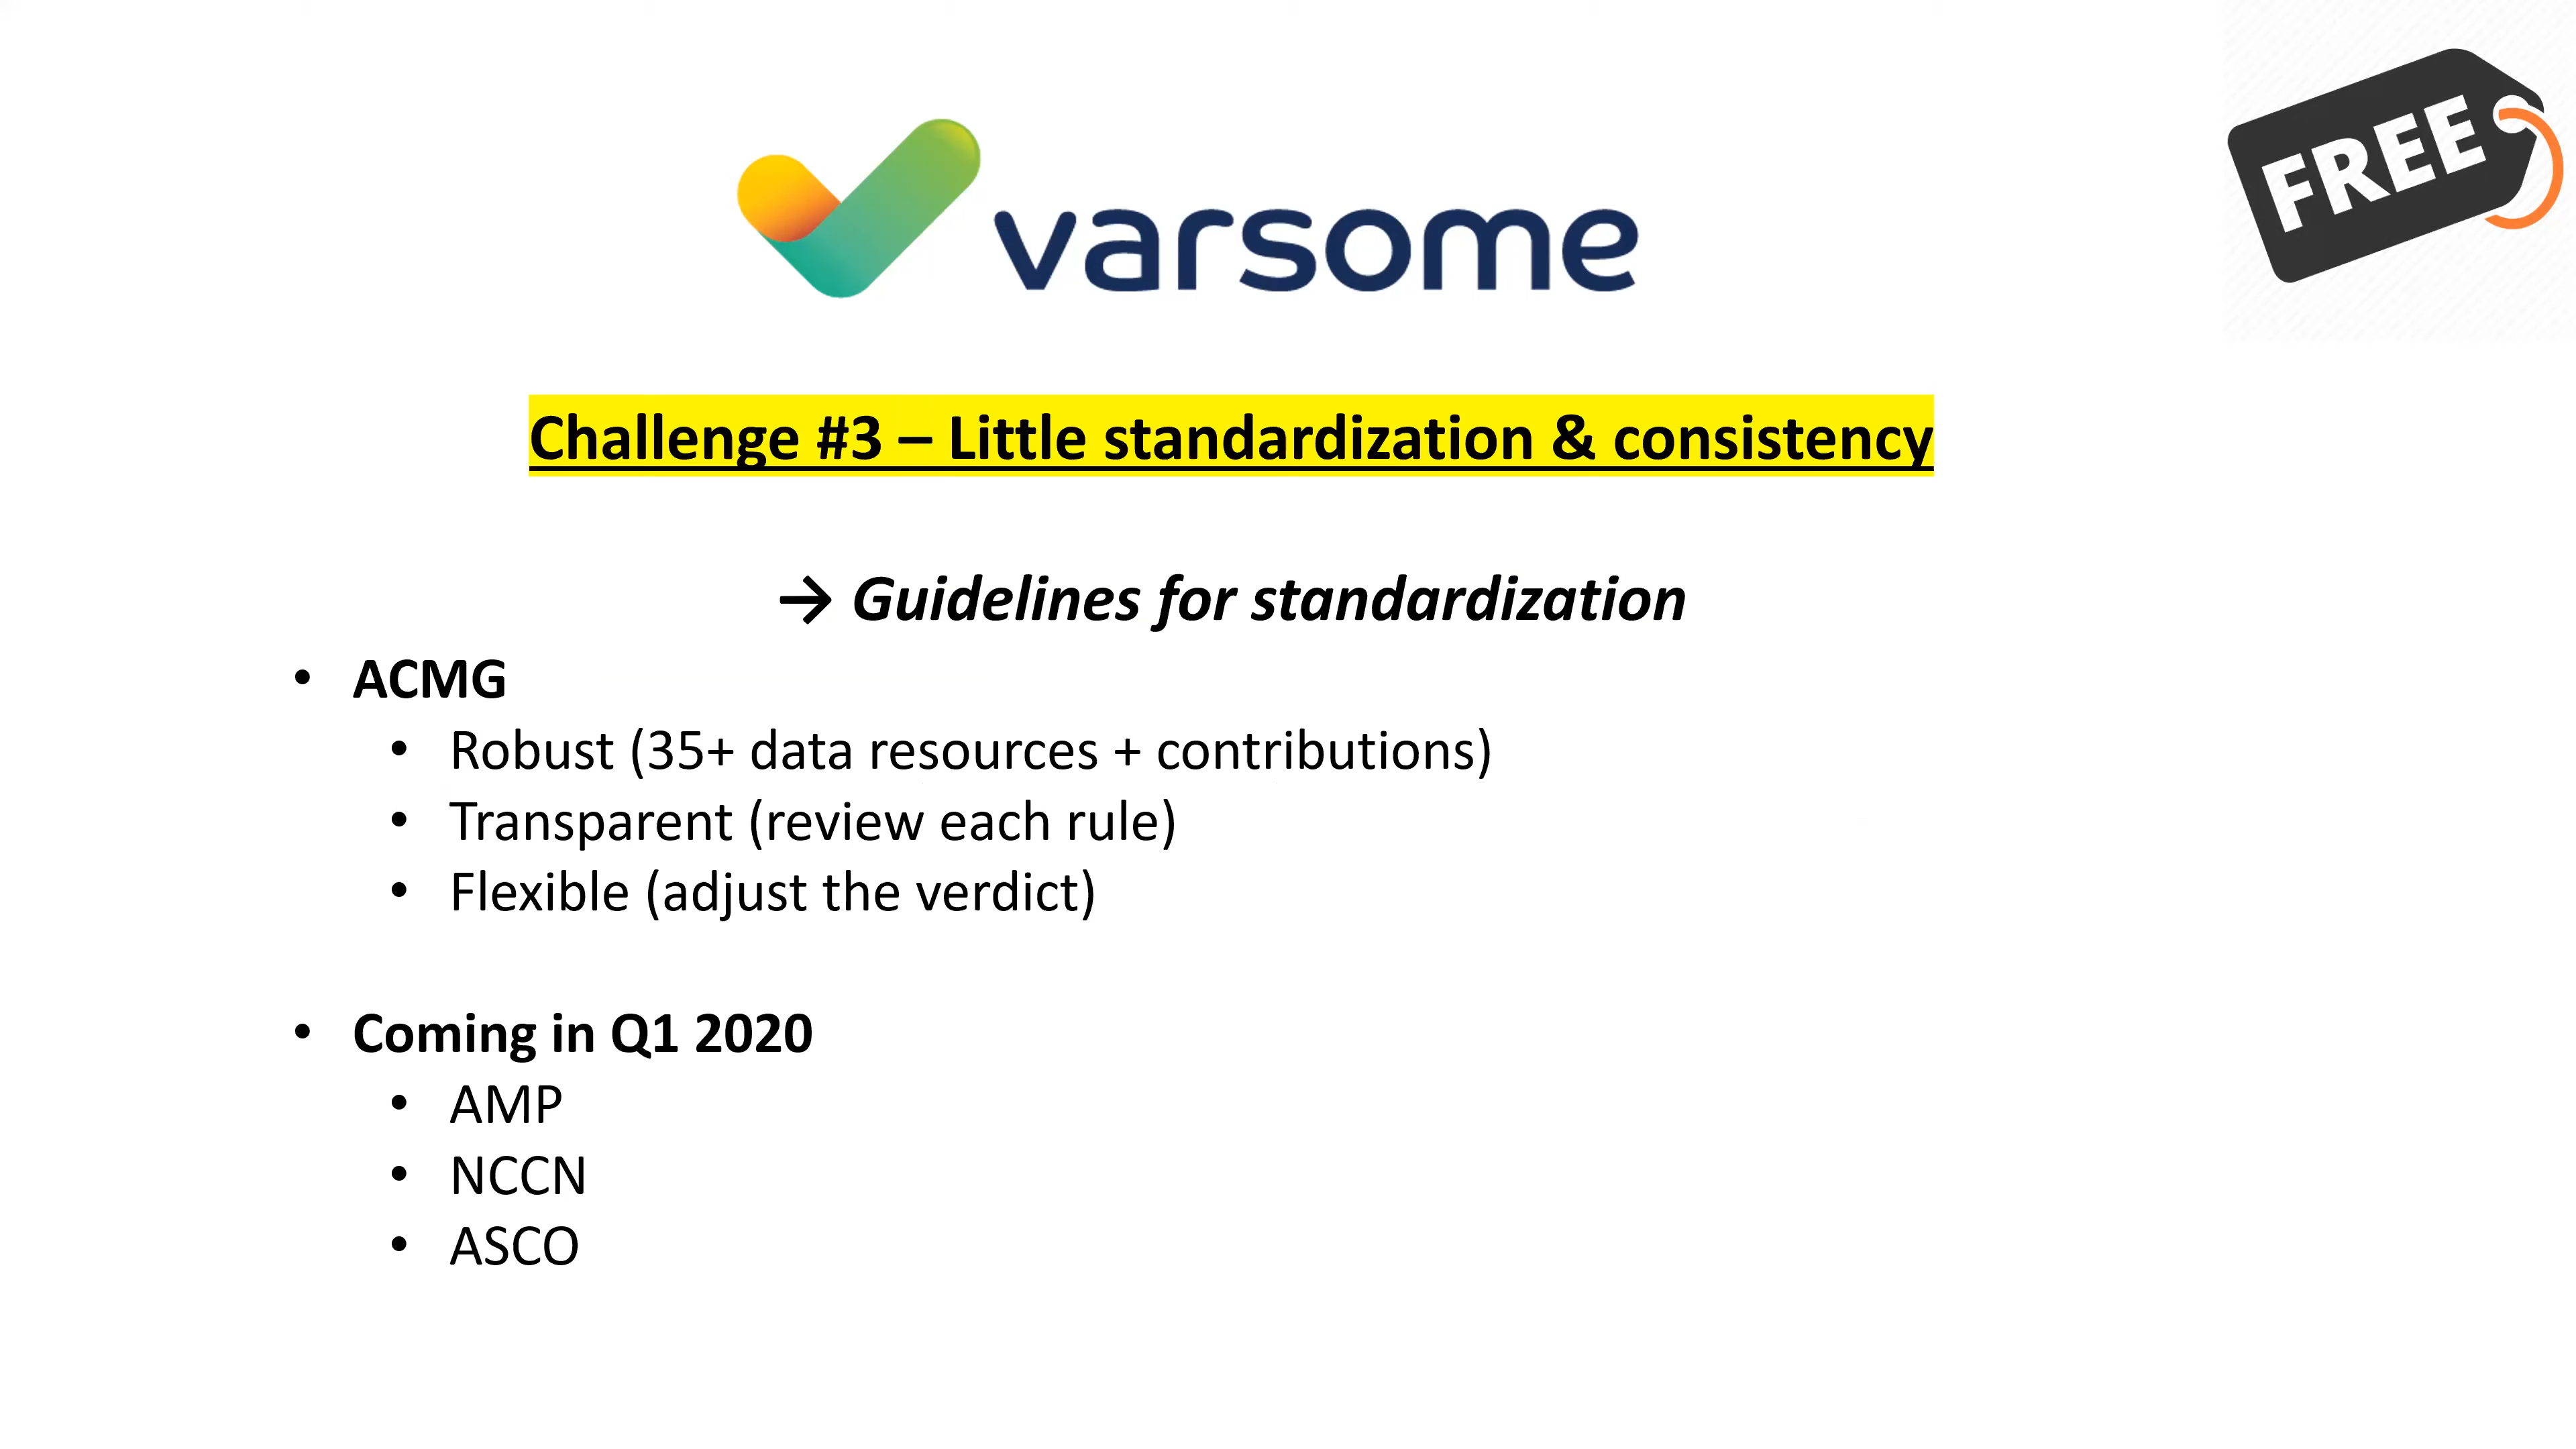 varsome
FREE
Challenge #3 – Little standardization & consistency
→ Guidelines for standardization
• ACMG
• Robust (35+ data resources + contributions)
• Transparent (review each rule)
• Flexible (adjust the verdict)
• Coming in Q1 2020
• AMP
• NCCN
• ASCO